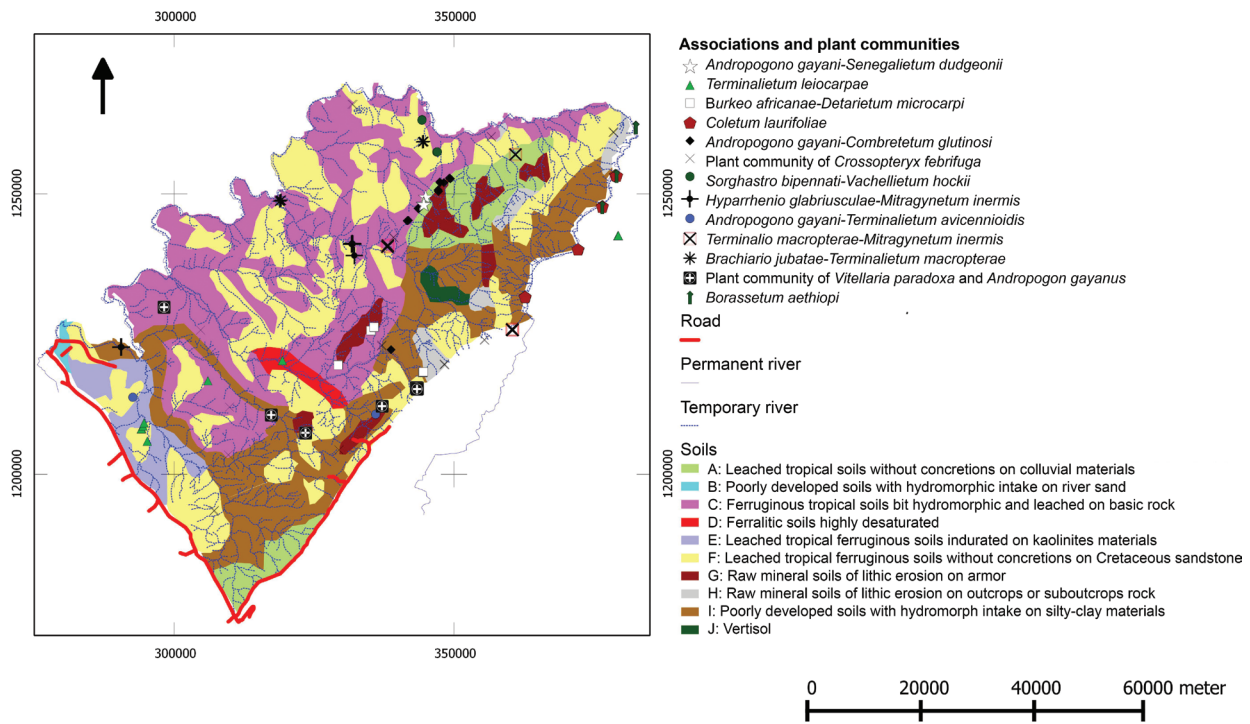 300000 350000
1250000 1250000
1200000 1200000
300000 350000
Associations and plant communities
Andropogono gayani-Senegalietum dudgeonii
Terminalietum leiocarpae
Burkeo africanae-Detarietum microcarpi
Coletum laurifoliae
Andropogono gayani-Combretetum glutinosi
Plant community of Crossopteryx febrifuga
Sorghastro bipennati-Vachellietum hockii
Hyparrhenio glabriusculae-Mitragynetum inermis
Andropogono gayani-Terminalietum avicennioidis
Terminalio macropterae-Mitragynetum inermis
Brachiario jubatae-Terminalietum macropterae
Plant community of Vitellaria paradoxa and Andropogon gayanus
Borassetum aethiopi
Road
Permanent river
Temporary river
Soils
A: Leached tropical soils without concretions on colluvial materials
B: Poorly developed soils with hydromorphic intake on river sand
C: Ferruginous tropical soils bit hydromorphic and leached on basic rock
D: Ferralitic soils highly desaturated
E: Leached tropical ferruginous soils indurated on kaolinites materials
F: Leached tropical ferruginous soils without concretions on Cretaceous sandstone
G: Raw mineral soils of lithic erosion on armor
H: Raw mineral soils of lithic erosion on outcrops or suboutcrops rock
I: Poorly developed soils with hydromorph intake on silty-clay materials
J: Vertisol
0 20000 40000 60000 meter